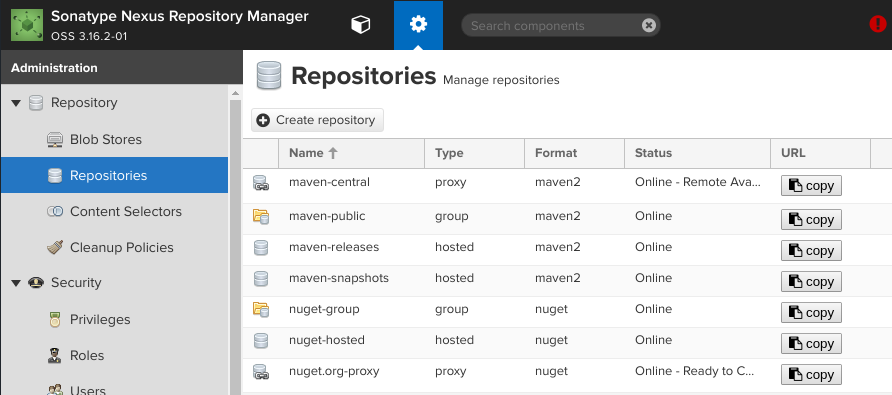 Sonatype Nexus Repository Manager
OSS 3.16.2-01
Search components
Administration
Repository
Blob Stores
Repositories
Content Selectors
Cleanup Policies
Security
Privileges
Roles
Users
Repositories Manage repositories
Create repository
Name Type Format Status URL
maven-central proxy maven2 Online - Remote Ava... copy
maven-public group maven2 Online copy
maven-releases hosted maven2 Online copy
maven-snapshots hosted maven2 Online copy
nuget-group group nuget Online copy
nuget-hosted hosted nuget Online copy
nuget.org-proxy proxy nuget Online - Ready to C... copy